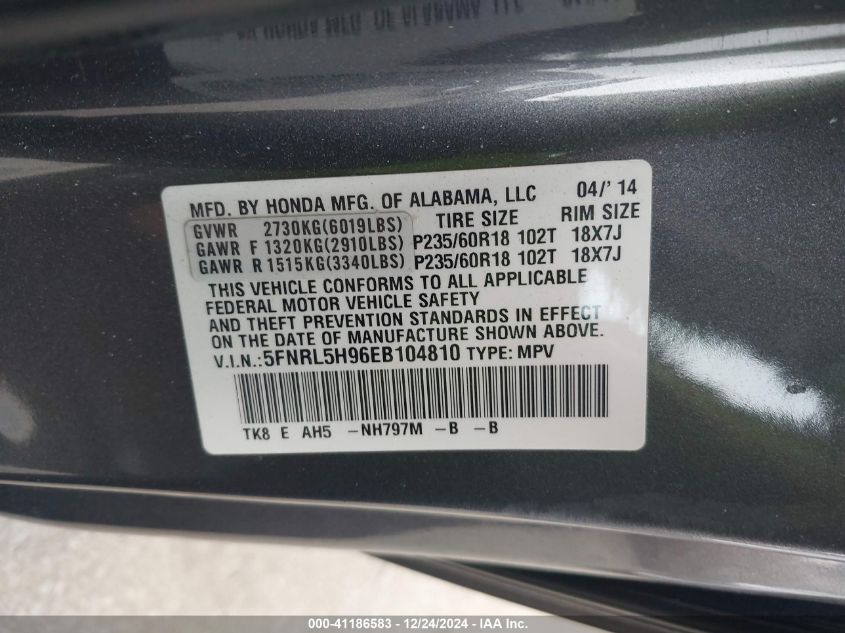 MFD. BY HONDA MFG. OF ALABAMA, LLC 04/' 14
GVWR 2730KG(6019LBS) TIRE SIZE RIM SIZE
GAWR F 1320KG(2910LBS) P235/60R18 102T 18X7J
GAWR R 1515KG(3340LBS) P235/60R18 102T 18X7J
THIS VEHICLE CONFORMS TO ALL APPLICABLE
FEDERAL MOTOR VEHICLE SAFETY
AND THEFT PREVENTION STANDARDS IN EFFECT
ON THE DATE OF MANUFACTURE SHOWN ABOVE.
V.I.N.:5FNRL5H96EB104810 TYPE: MPV
TK8 E AH5 -NH797M -B -B
000-41186583 - 12/24/2024 - IAA Inc.